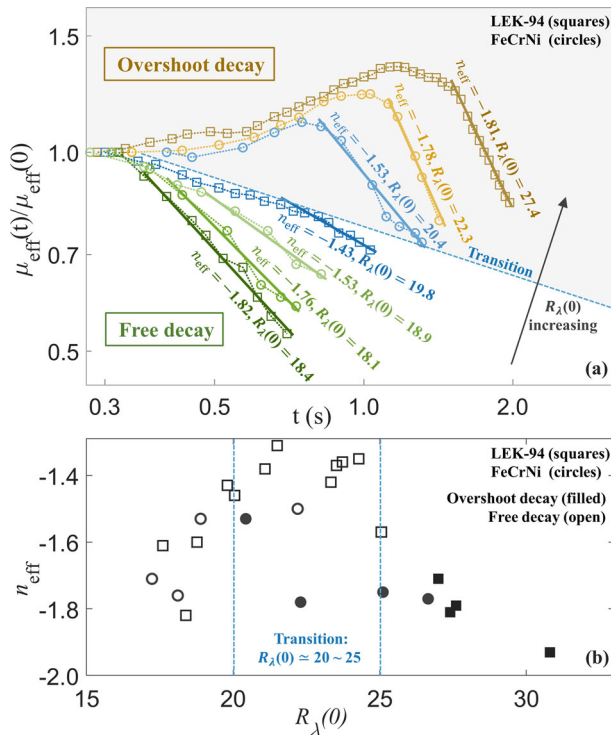 LEK-94 (squares)
FeCrNi (circles)
1.5
Overshoot decay
1.0
0.7
0.5
μeff(t)/μeff(0)
neff = −1.81, Rλ(0) = 27.4
neff = −1.78, Rλ(0) = 22.3
neff = −1.53, Rλ(0) = 20.4
Transition
neff = −1.43, Rλ(0) = 19.8
neff = −1.53, Rλ(0) = 18.9
neff = −1.76, Rλ(0) = 18.1
neff = −1.82, Rλ(0) = 18.4
Free decay
Rλ(0)
increasing
(a)
0.3 0.5 1.0 2.0
t (s)
LEK-94 (squares)
FeCrNi (circles)
Overshoot decay (filled)
Free decay (open)
-1.4
-1.6
-1.8
-2.0
neff
Transition:
Rλ(0) ≃ 20 ~ 25
(b)
15 20 25 30
Rλ(0)